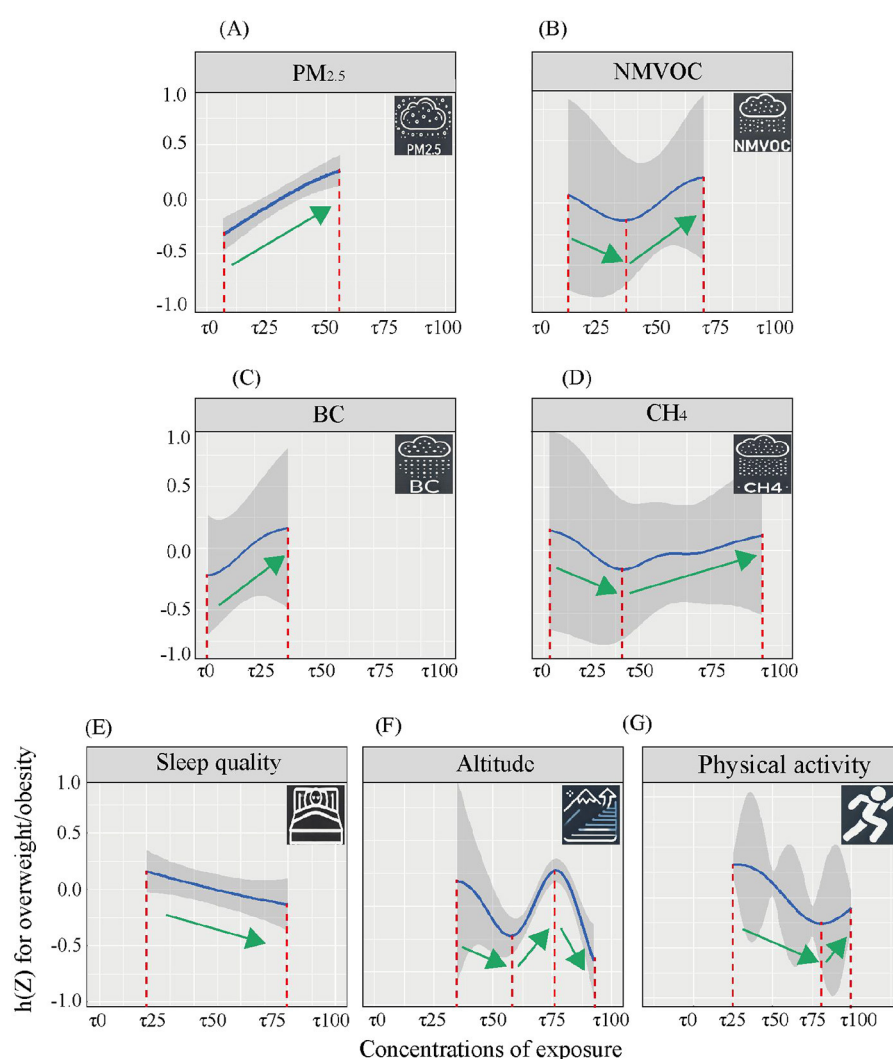 (A)
(B)
PM2.5
NMVOC
1.0
0.5
0.0
-0.5
-1.0
PM2.5
NMVOC
τ0 τ25 τ50 τ75 τ100
τ0 τ25 τ50 τ75 τ100
(C)
(D)
BC
CH4
1.0
0.5
0.0
-0.5
-1.0
BC
-CH4-
τ0 τ25 τ50 τ75 τ100
τ0 τ25 τ50 τ75 τ100
(E)
(F)
(G)
Sleep quality
Altitude
Physical activity
h(Z) for overweight/obesity
1.0
0.5
0.0
-0.5
-1.0
τ0 τ25 τ50 τ75 τ100
τ0 τ25 τ50 τ75 τ100
τ0 τ25 τ50 τ75 τ100
Concentrations of exposure